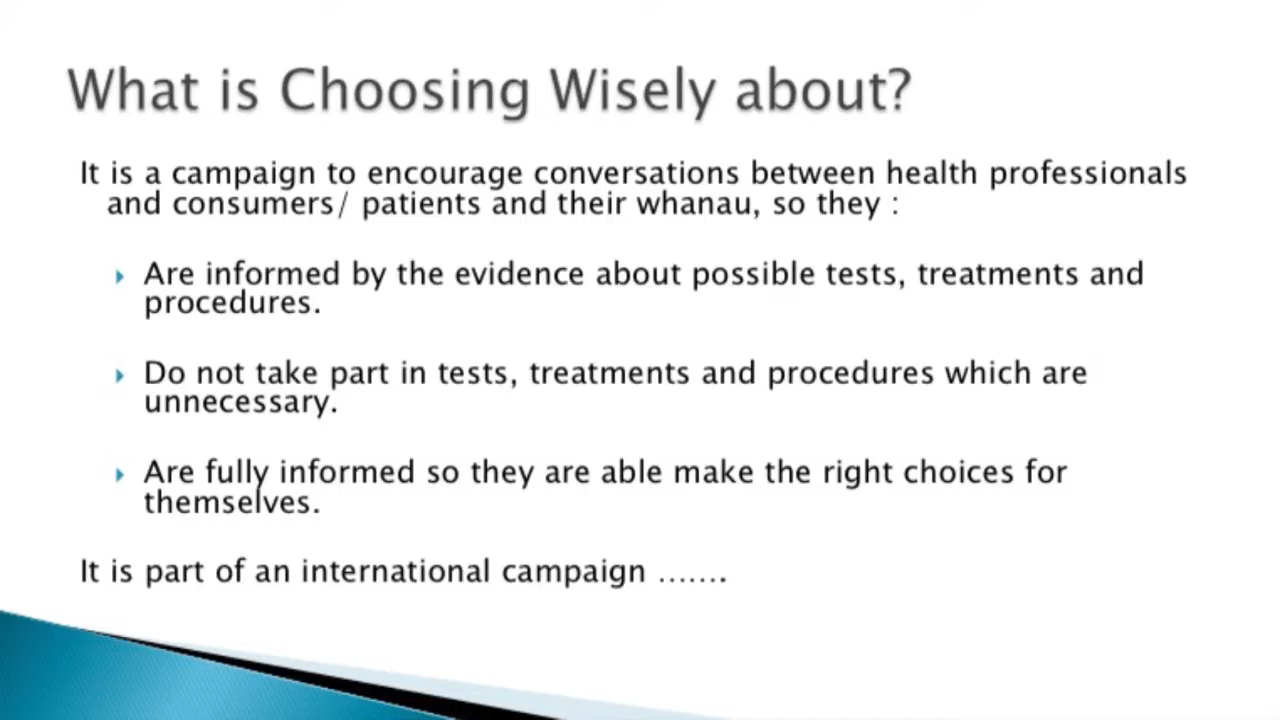 What is Choosing Wisely about?
It is a campaign to encourage conversations between health professionals
and consumers/ patients and their whanau, so they :
Are informed by the evidence about possible tests, treatments and
procedures.
Do not take part in tests, treatments and procedures which are
unnecessary.
Are fully informed so they are able make the right choices for
themselves.
It is part of an international campaign …….